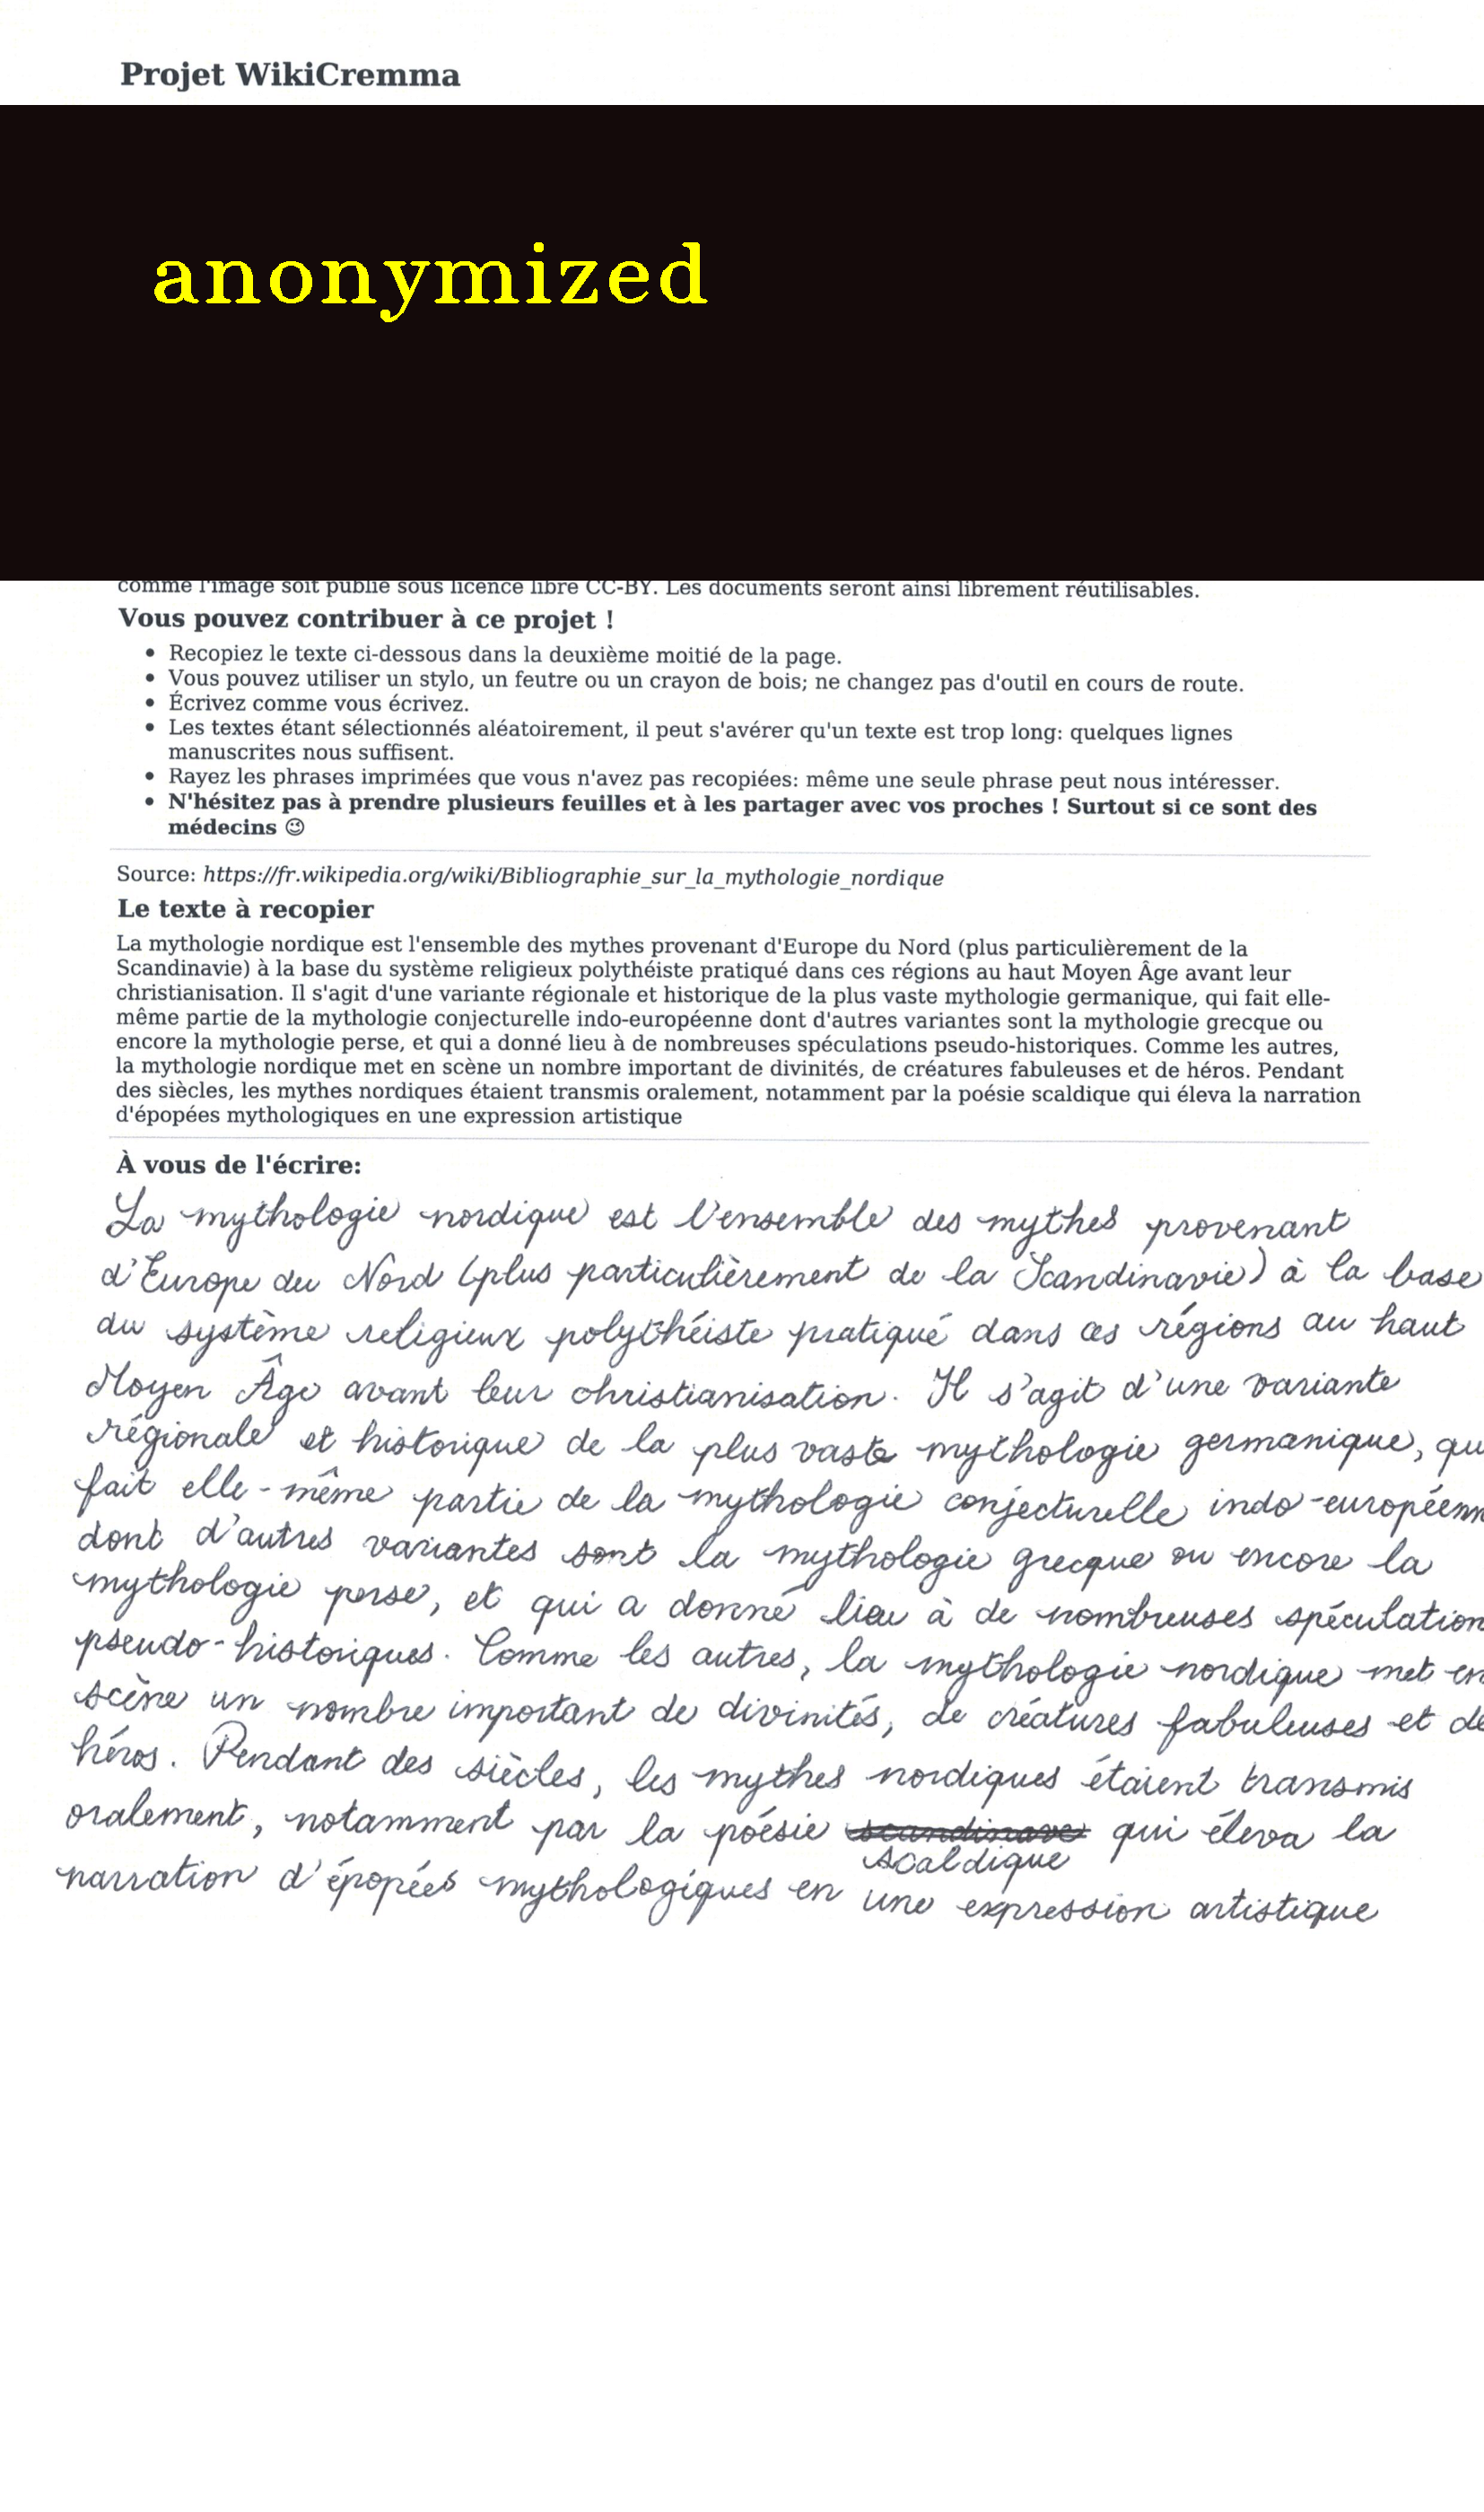 Projet WikiCremma
anonymized
comme l'image soit publié sous licence libre CC-BY. Les documents seront ainsi librement réutilisables.
Vous pouvez contribuer à ce projet !
• Recopiez le texte ci-dessous dans la deuxième moitié de la page.
• Vous pouvez utiliser un stylo, un feutre ou un crayon de bois; ne changez pas d'outil en cours de route.
• Écrivez comme vous écrivez.
• Les textes étant sélectionnés aléatoirement, il peut s'avérer qu'un texte est trop long: quelques lignes
manuscrites nous suffisent.
• Rayez les phrases imprimées que vous n'avez pas recopiées: même une seule phrase peut nous intéresser.
• N'hésitez pas à prendre plusieurs feuilles et à les partager avec vos proches ! Surtout si ce sont des
médecins 😉
Source: https://fr.wikipedia.org/wiki/Bibliographie_sur_la_mythologie_nordique
Le texte à recopier
La mythologie nordique est l'ensemble des mythes provenant d'Europe du Nord (plus particulièrement de la
Scandinavie) à la base du système religieux polythéiste pratiqué dans ces régions au haut Moyen Âge avant leur
christianisation. Il s'agit d'une variante régionale et historique de la plus vaste mythologie germanique, qui fait elle-
même partie de la mythologie conjecturelle indo-européenne dont d'autres variantes sont la mythologie grecque ou
encore la mythologie perse, et qui a donné lieu à de nombreuses spéculations pseudo-historiques. Comme les autres,
la mythologie nordique met en scène un nombre important de divinités, de créatures fabuleuses et de héros. Pendant
des siècles, les mythes nordiques étaient transmis oralement, notamment par la poésie scaldique qui éleva la narration
d'épopées mythologiques en une expression artistique
À vous de l'écrire:
La mythologie nordique est l'ensemble des mythes provenant
d'Europe du Nord (plus particulièrement de la Scandinavie) à la base
du système religieux polythéiste pratiqué dans ces régions au haut
Moyen Âge avant leur christianisation. Il s'agit d'une variante
régionale et historique de la plus vaste mythologie germanique, qu
fait elle-même partie de la mythologie conjecturelle indo-européenn
dont d'autres variantes sont la mythologie grecque ou encore la
mythologie perse, et qui a donné lieu à de nombreuses spéculation
pseudo-historiques. Comme les autres, la mythologie nordique met en
scène un nombre important de divinités, de créatures fabuleuses et de
héros. Pendant des siècles, les mythes nordiques étaient transmis
oralement, notamment par la poésie scandinave qui éleva la
scaldique
narration d'épopées mythologiques en une expression artistique